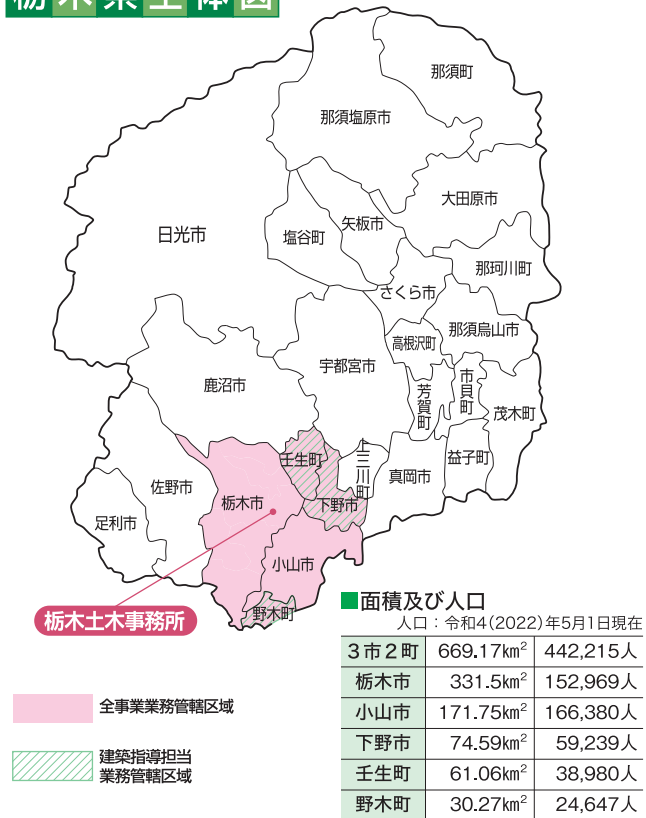 栃木県全体図
那須町
那須塩原市
大田原市
矢板市
日光市
塩谷町
那珂川町
さくら市
那須烏山市
高根沢町
宇都宮市
鹿沼市
市貝町
芳賀町
茂木町
上三川町
益子町
壬生町
真岡市
佐野市
栃木市
下野市
足利市
小山市
野木町
栃木土木事務所
■面積及び人口
人口：令和4(2022)年5月1日現在
3市2町 669.17km² 442,215人
栃木市 331.5km² 152,969人
小山市 171.75km² 166,380人
下野市 74.59km² 59,239人
壬生町 61.06km² 38,980人
野木町 30.27km² 24,647人
全事業業務管轄区域
建築指導担当
業務管轄区域